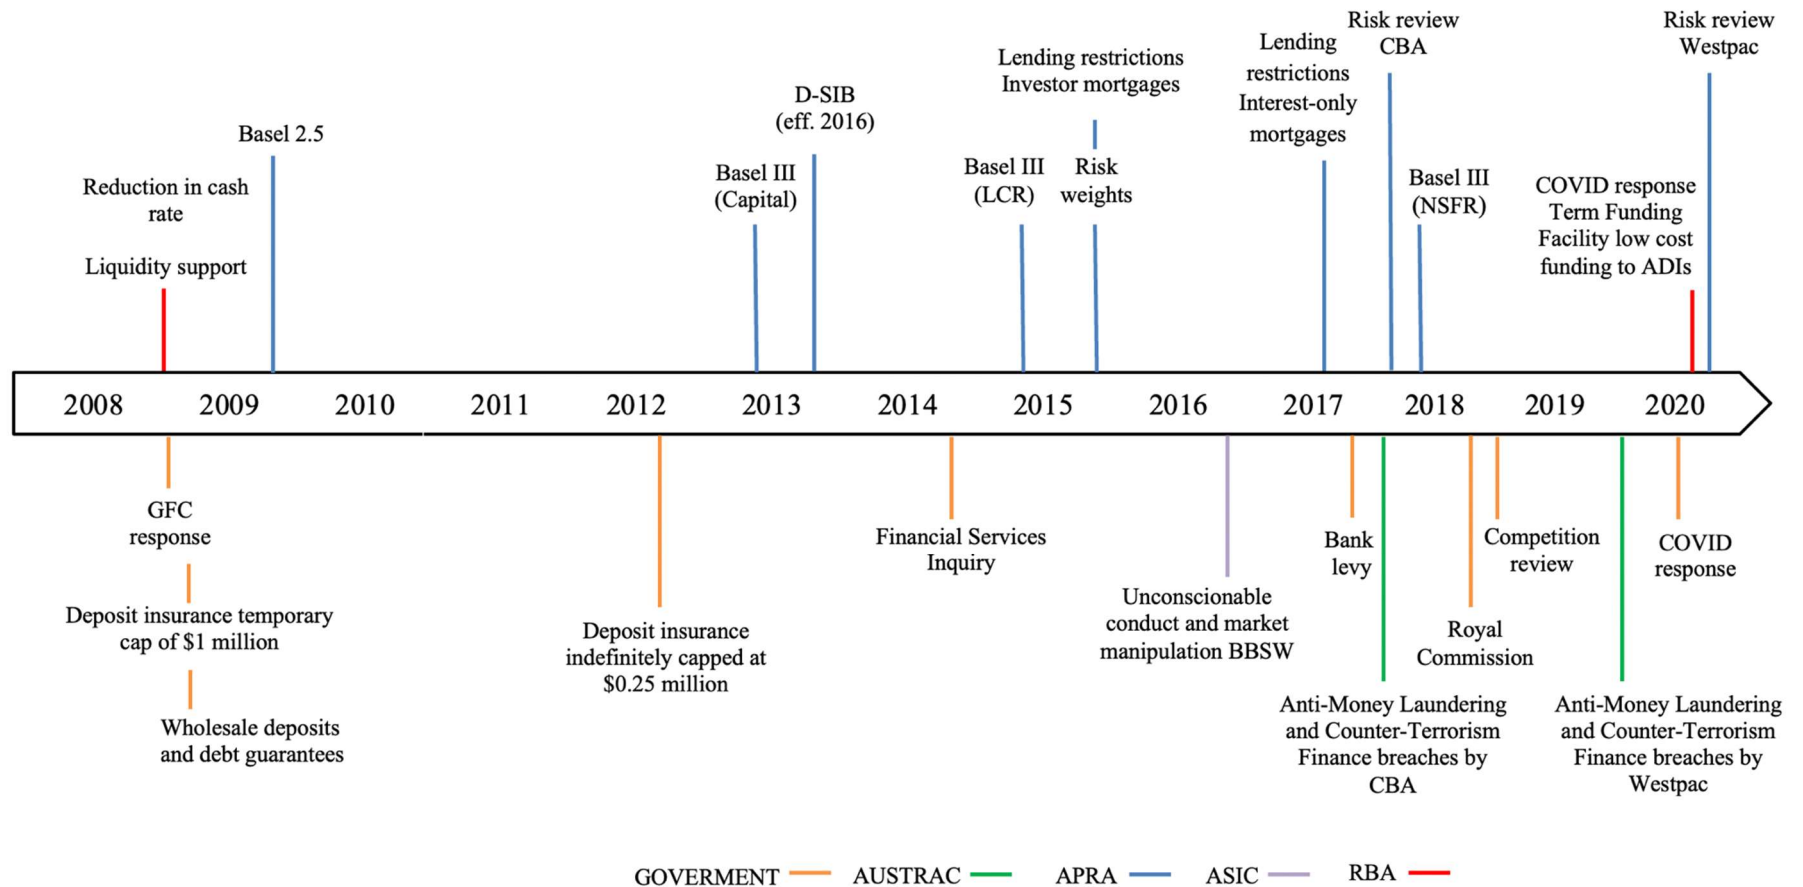 Risk review
CBA
Risk review
Westpac
Lending
restrictions
Interest-only
mortgages
Lending restrictions
Investor mortgages
D-SIB
(eff. 2016)
Basel 2.5
Basel III
(Capital)
Basel III
(LCR)
Risk
weights
Basel III
(NSFR)
Reduction in cash
rate
Liquidity support
COVID response
Term Funding
Facility low cost
funding to ADIs
2008 2009 2010 2011 2012 2013 2014 2015 2016 2017 2018 2019 2020
GFC
response
Deposit insurance temporary
cap of $1 million
Wholesale deposits
and debt guarantees
Deposit insurance
indefinitely capped at
$0.25 million
Financial Services
Inquiry
Unconscionable
conduct and market
manipulation BBSW
Bank
levy
Anti-Money Laundering
and Counter-Terrorism
Finance breaches by
CBA
Royal
Commission
Competition
review
Anti-Money Laundering
and Counter-Terrorism
Finance breaches by
Westpac
COVID
response
GOVERMENT AUSTRAC APRA ASIC RBA